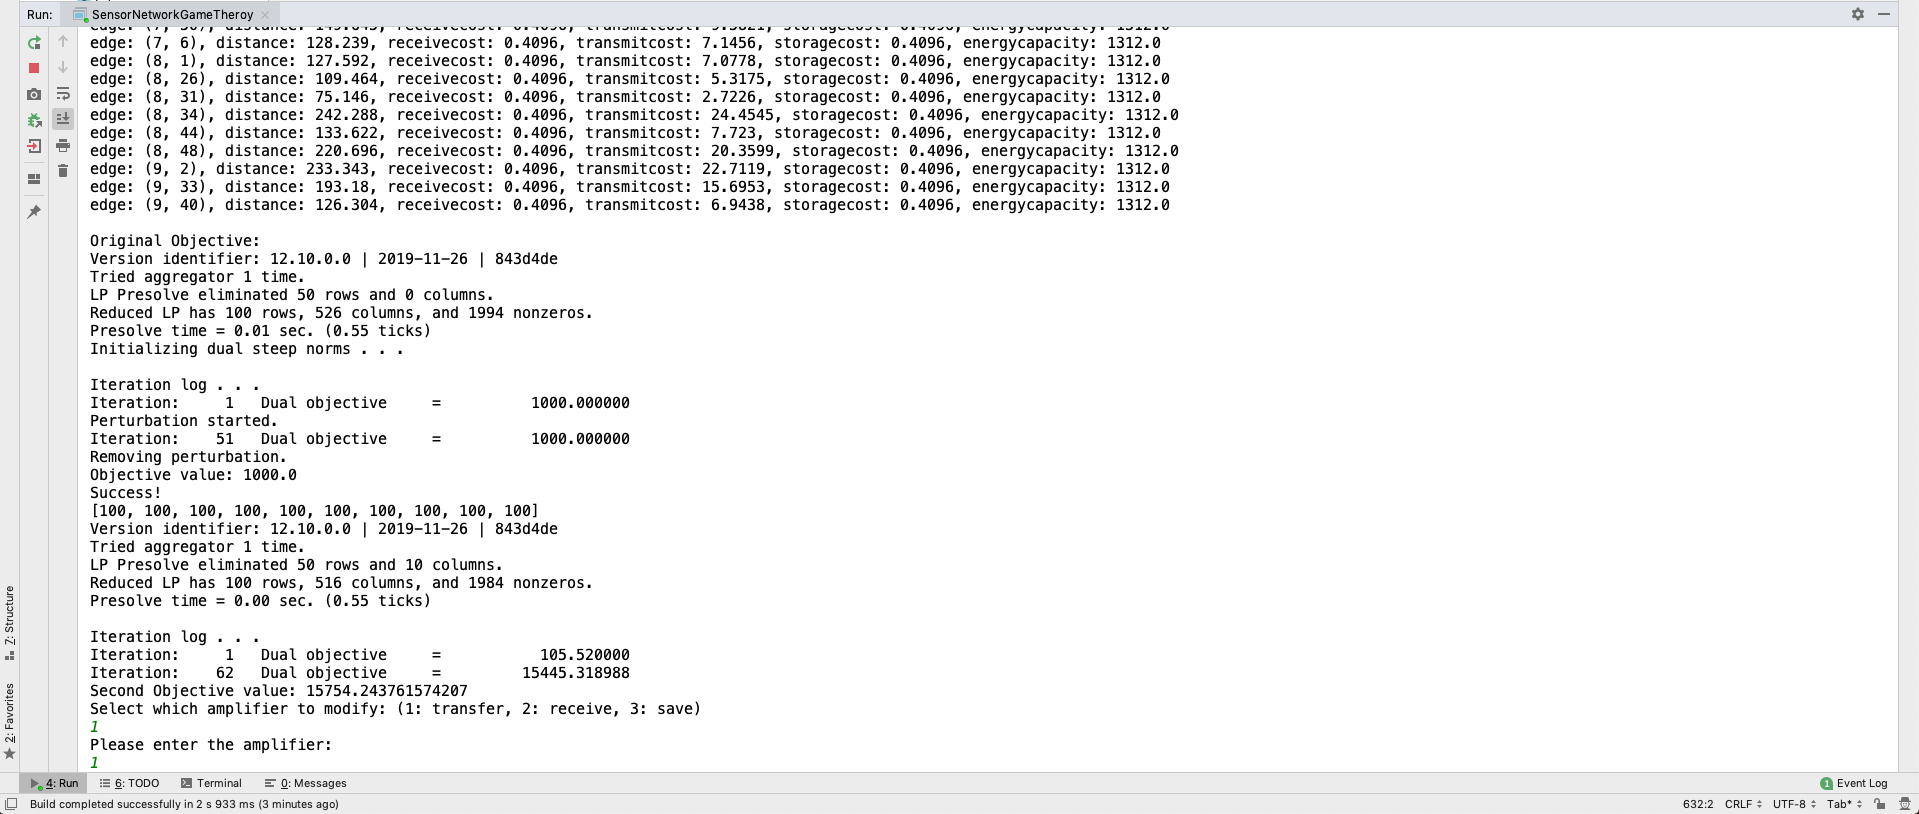 Run: SensorNetworkGameTheroy
edge: (7, 6), distance: 128.239, receivecost: 0.4096, transmitcost: 7.1456, storagecost: 0.4096, energycapacity: 1312.0
edge: (8, 1), distance: 127.592, receivecost: 0.4096, transmitcost: 7.0778, storagecost: 0.4096, energycapacity: 1312.0
edge: (8, 26), distance: 109.464, receivecost: 0.4096, transmitcost: 5.3175, storagecost: 0.4096, energycapacity: 1312.0
edge: (8, 31), distance: 75.146, receivecost: 0.4096, transmitcost: 2.7226, storagecost: 0.4096, energycapacity: 1312.0
edge: (8, 34), distance: 242.288, receivecost: 0.4096, transmitcost: 24.4545, storagecost: 0.4096, energycapacity: 1312.0
edge: (8, 44), distance: 133.622, receivecost: 0.4096, transmitcost: 7.723, storagecost: 0.4096, energycapacity: 1312.0
edge: (8, 48), distance: 220.696, receivecost: 0.4096, transmitcost: 20.3599, storagecost: 0.4096, energycapacity: 1312.0
edge: (9, 2), distance: 233.343, receivecost: 0.4096, transmitcost: 22.7119, storagecost: 0.4096, energycapacity: 1312.0
edge: (9, 33), distance: 193.18, receivecost: 0.4096, transmitcost: 15.6953, storagecost: 0.4096, energycapacity: 1312.0
edge: (9, 40), distance: 126.304, receivecost: 0.4096, transmitcost: 6.9438, storagecost: 0.4096, energycapacity: 1312.0
Original Objective:
Version identifier: 12.10.0.0 | 2019-11-26 | 843d4de
Tried aggregator 1 time.
LP Presolve eliminated 50 rows and 0 columns.
Reduced LP has 100 rows, 526 columns, and 1994 nonzeros.
Presolve time = 0.01 sec. (0.55 ticks)
Initializing dual steep norms . . .
Iteration log . . .
Iteration: 1 Dual objective = 1000.000000
Perturbation started.
Iteration: 51 Dual objective = 1000.000000
Removing perturbation.
Objective value: 1000.0
Success!
[100, 100, 100, 100, 100, 100, 100, 100, 100, 100]
Version identifier: 12.10.0.0 | 2019-11-26 | 843d4de
Tried aggregator 1 time.
LP Presolve eliminated 50 rows and 10 columns.
Reduced LP has 100 rows, 516 columns, and 1984 nonzeros.
Presolve time = 0.00 sec. (0.55 ticks)
Iteration log . . .
Iteration: 1 Dual objective = 105.520000
Iteration: 62 Dual objective = 15445.318988
Second Objective value: 15754.243761574207
Select which amplifier to modify: (1: transfer, 2: receive, 3: save)
1
Please enter the amplifier:
1
7: Structure
2: Favorites
4: Run 6: TODO Terminal 0: Messages 1 Event Log
Build completed successfully in 2 s 933 ms (3 minutes ago) 632:2 CRLF UTF-8 Tab*